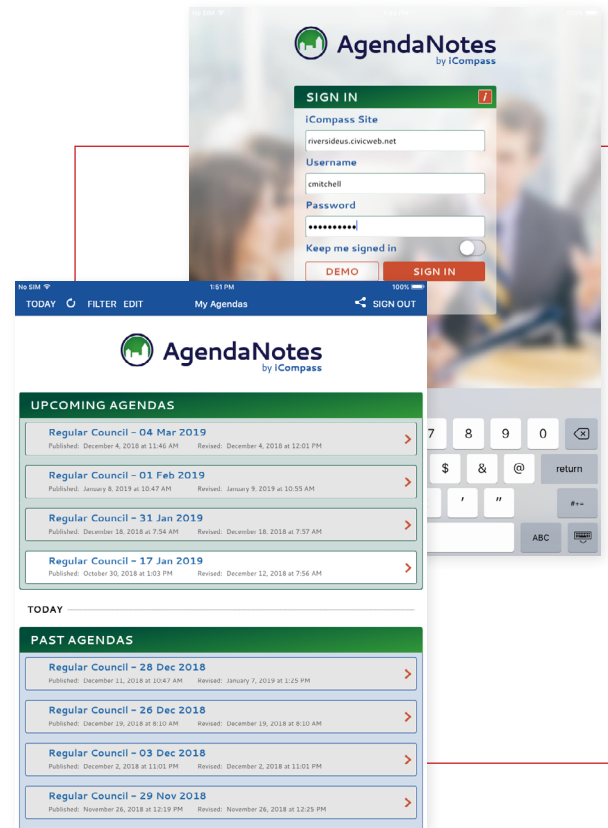 AgendaNotes
by iCompass
SIGN IN
i
iCompass Site
riversideus.civicweb.net
Username
cmitchell
Password
••••••••••
Keep me signed in
DEMO SIGN IN
No SIM 1:51 PM 100%
TODAY FILTER EDIT My Agendas SIGN OUT
AgendaNotes
by iCompass
UPCOMING AGENDAS
Regular Council – 04 Mar 2019
Published: December 4, 2018 at 11:46 AM Revised: December 4, 2018 at 12:01 PM
Regular Council – 01 Feb 2019
Published: January 8, 2019 at 10:47 AM Revised: January 9, 2019 at 10:55 AM
Regular Council – 31 Jan 2019
Published: December 18, 2018 at 7:54 AM Revised: December 18, 2018 at 7:57 AM
Regular Council – 17 Jan 2019
Published: October 30, 2018 at 1:03 PM Revised: December 12, 2018 at 7:56 AM
TODAY
PAST AGENDAS
Regular Council – 28 Dec 2018
Published: December 11, 2018 at 10:47 AM Revised: January 7, 2019 at 1:25 PM
Regular Council – 26 Dec 2018
Published: December 19, 2018 at 8:10 AM Revised: December 19, 2018 at 8:10 AM
Regular Council – 03 Dec 2018
Published: December 2, 2018 at 11:01 PM Revised: December 2, 2018 at 11:01 PM
Regular Council – 29 Nov 2018
Published: November 26, 2018 at 12:19 PM Revised: November 26, 2018 at 12:25 PM
7 8 9 0
$ & @ return
' " #+=
ABC